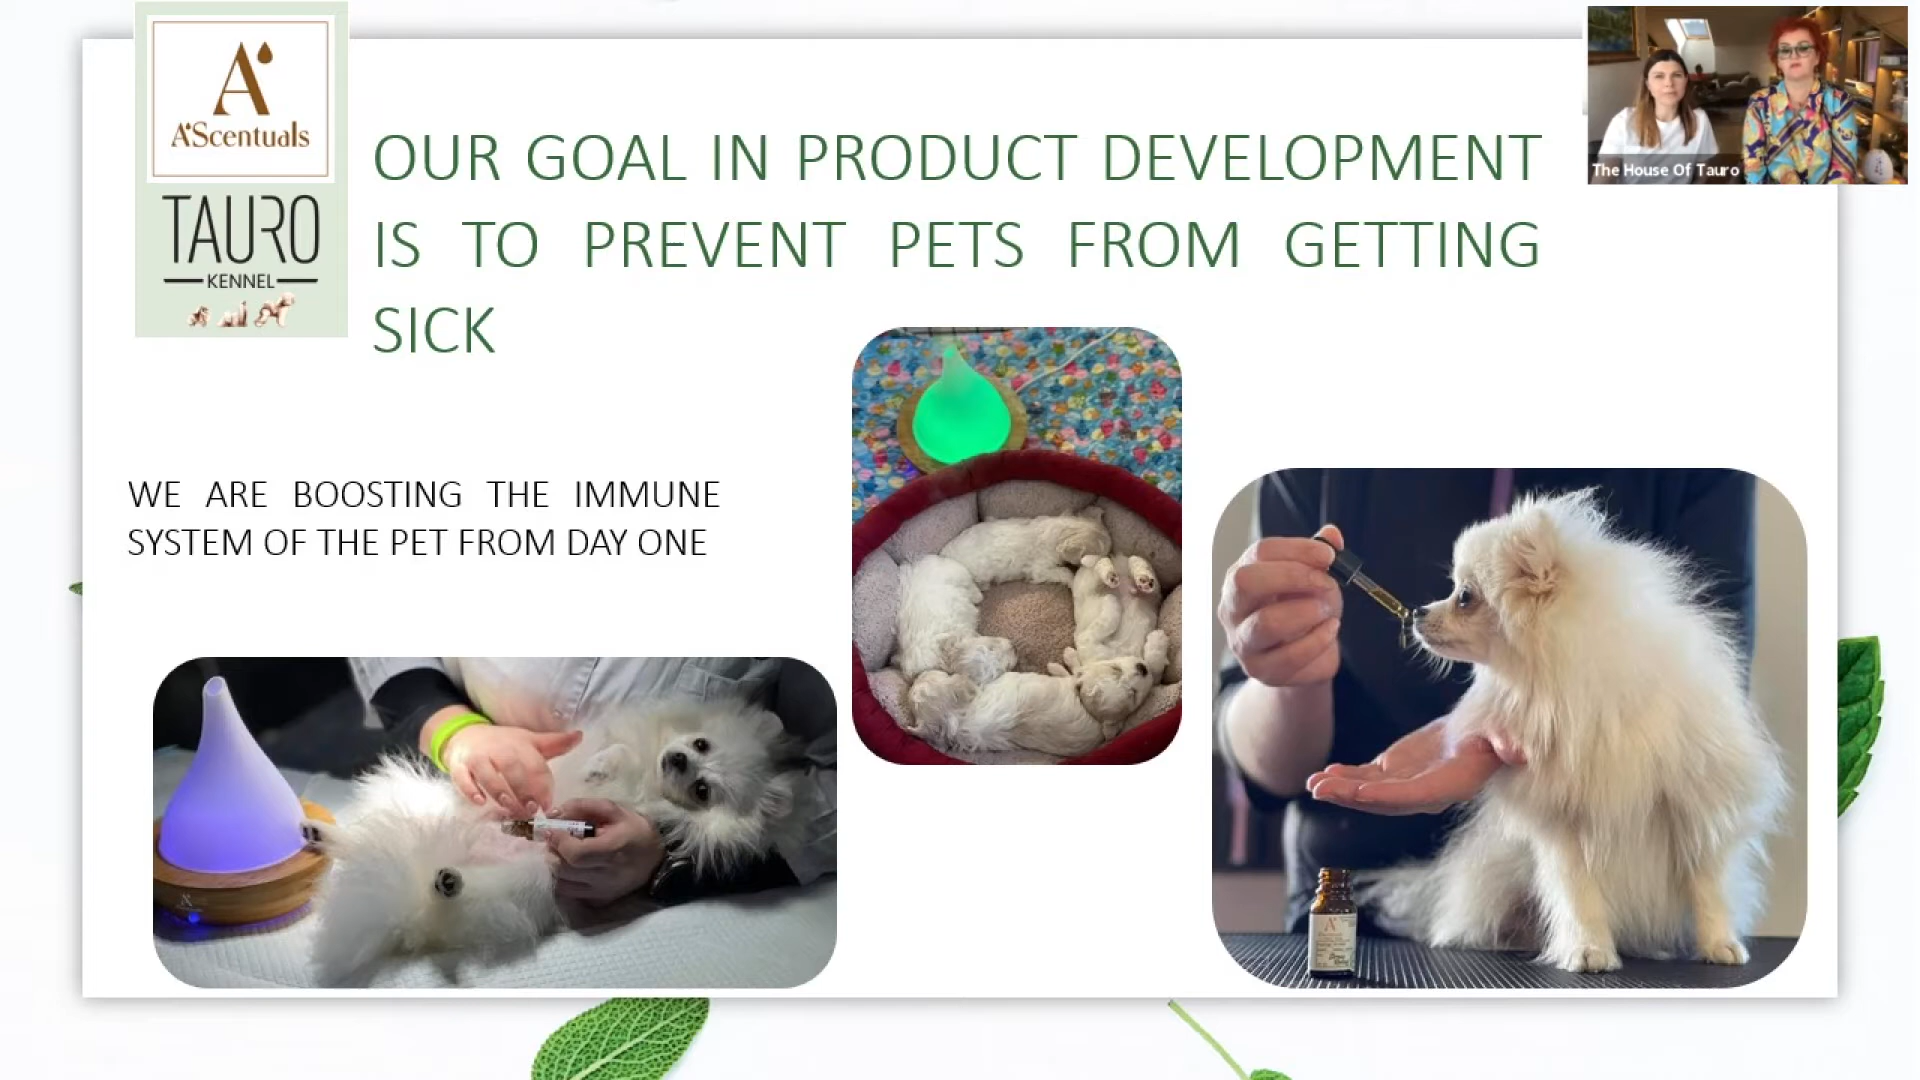 A'Scentuals
TAURO
KENNEL
OUR GOAL IN PRODUCT DEVELOPMENT
IS TO PREVENT PETS FROM GETTING
SICK
The House Of Tauro
WE ARE BOOSTING THE IMMUNE
SYSTEM OF THE PET FROM DAY ONE